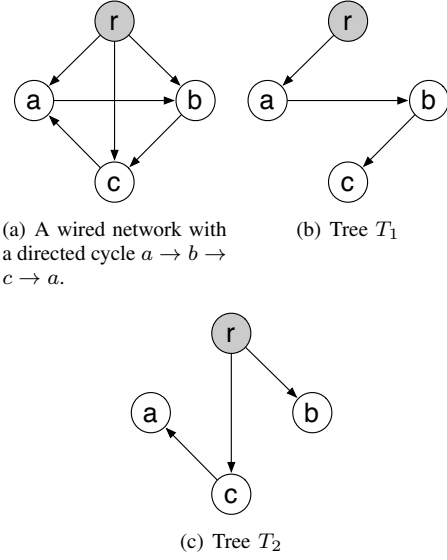 r
r
a
b
a
b
c
c
(a) A wired network with
a directed cycle a → b →
c → a.
(b) Tree T₁
r
a
b
c
(c) Tree T₂